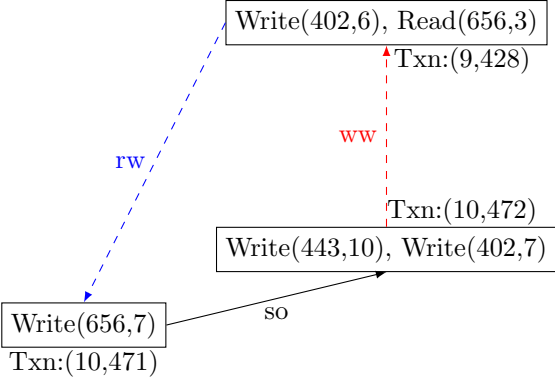 Write(402,6), Read(656,3)
Txn:(9,428)
ww
rw
Txn:(10,472)
Write(443,10), Write(402,7)
so
Write(656,7)
Txn:(10,471)